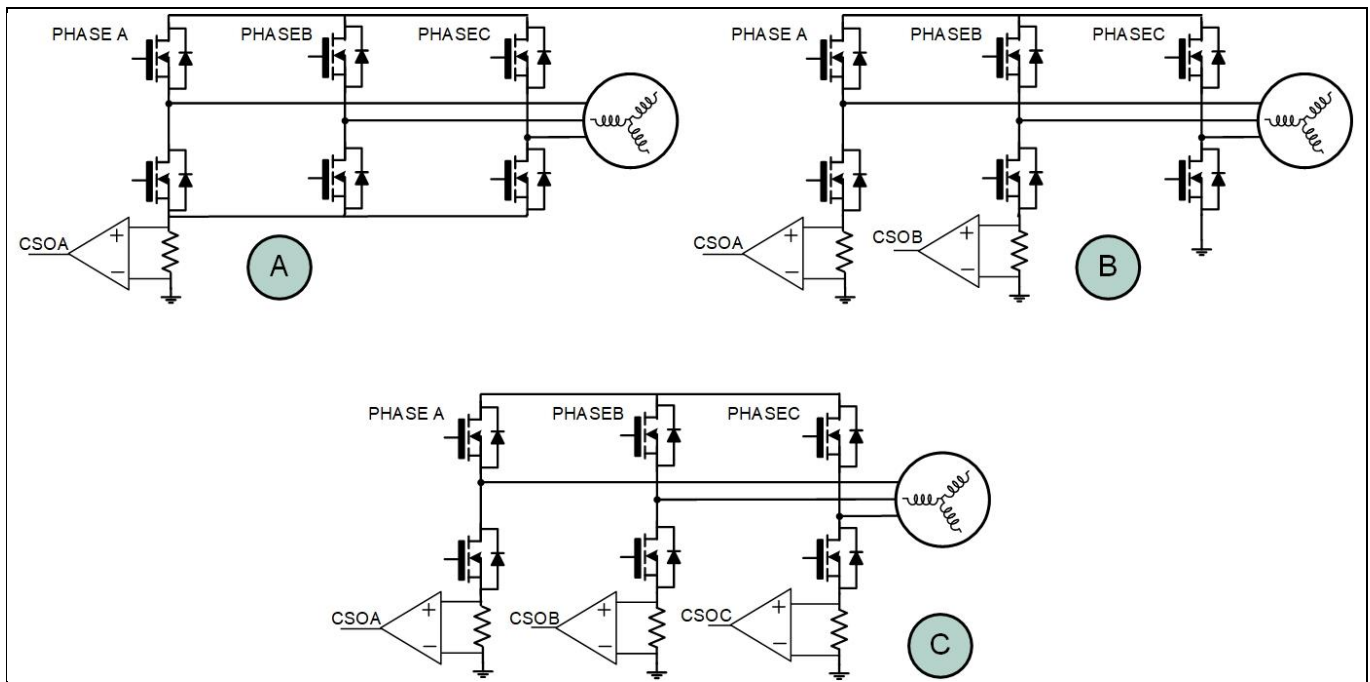 PHASE A PHASEB PHASEC
CSOA
+
−
A
PHASE A PHASEB PHASEC
CSOA
+
−
CSOB
+
−
B
PHASE A PHASEB PHASEC
CSOA
+
−
CSOB
+
−
CSOC
+
−
C